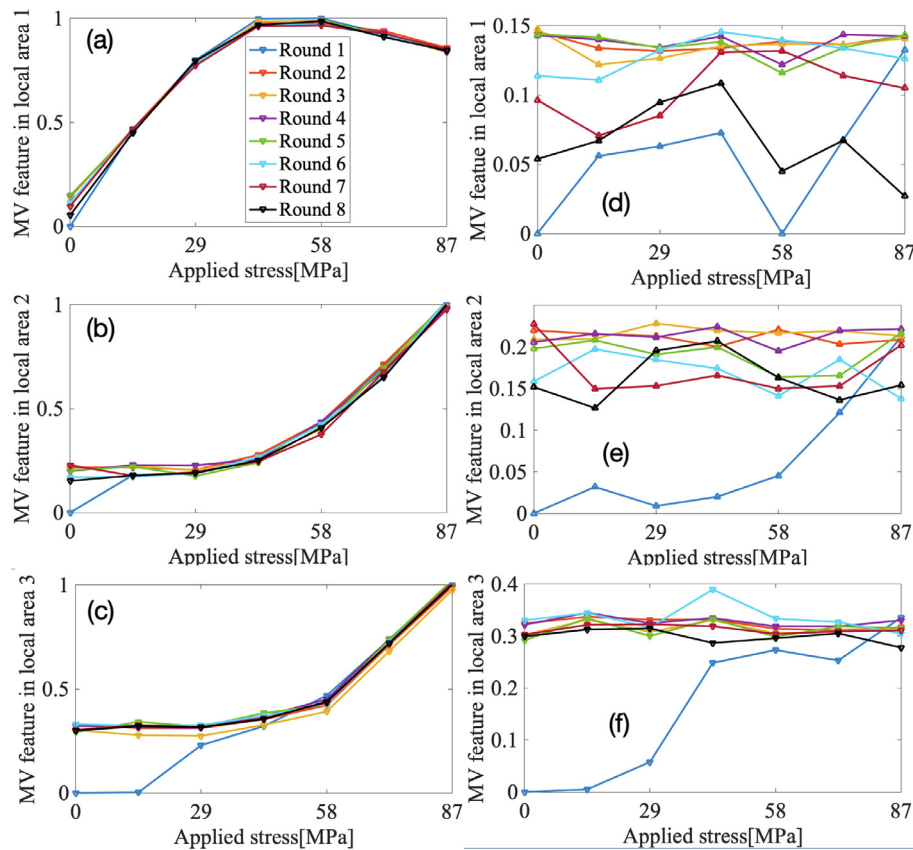 (a)
MV feature in local area 1
1
0.5
0
Round 1
Round 2
Round 3
Round 4
Round 5
Round 6
Round 7
Round 8
0 29 58 87
Applied stress[MPa]
(d)
MV feature in local area 1
0.15
0.1
0.05
0
0 29 58 87
Applied stress[MPa]
(b)
MV feature in local area 2
1
0.5
0
0 29 58 87
Applied stress[MPa]
(e)
MV feature in local area 2
0.2
0.15
0.1
0.05
0
0 29 58 87
Applied stress[MPa]
(c)
MV feature in local area 3
1
0.5
0
0 29 58 87
Applied stress[MPa]
(f)
MV feature in local area 3
0.4
0.3
0.2
0.1
0
0 29 58 87
Applied stress[MPa]